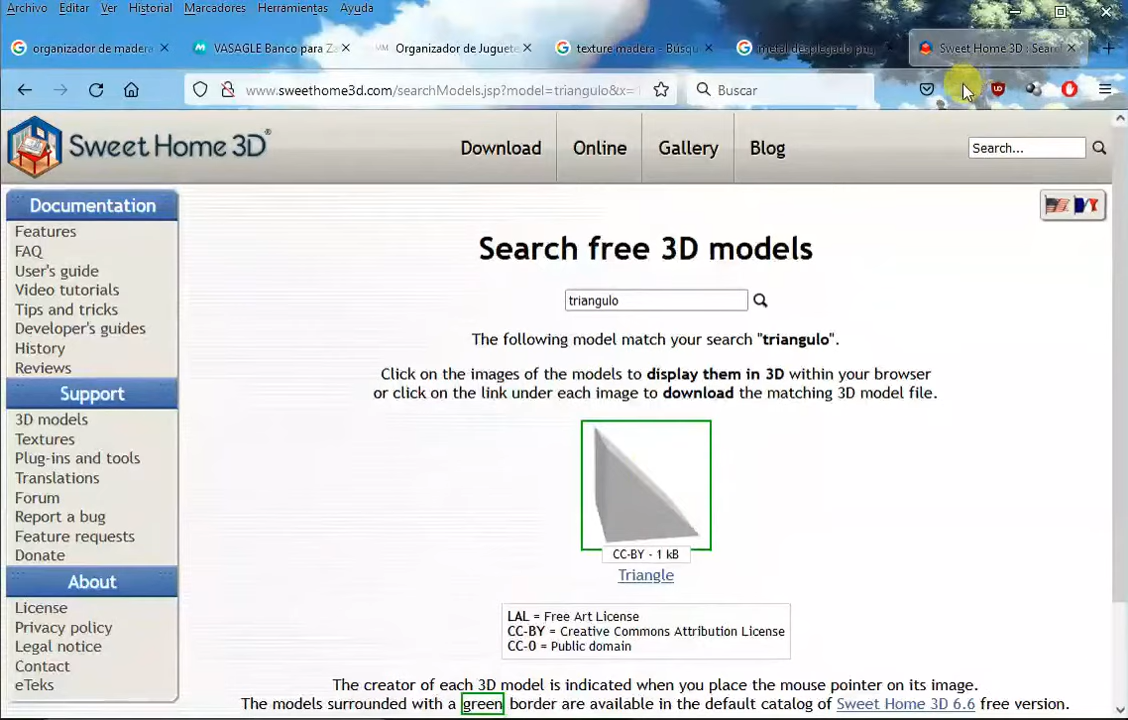 Archivo Editar Ver Historial Marcadores Herramientas Ayuda
organizador de madera VASAGLE Banco para Za Organizador de Juguete texture madera - Búsqu metal desplegado png Sweet Home 3D : Searc
www.sweethome3d.com/searchModels.jsp?model=triangulo&x= Buscar
Sweet Home 3D® Download Online Gallery Blog Search...
Documentation
Features
FAQ
User's guide
Video tutorials
Tips and tricks
Developer's guides
History
Reviews
Support
3D models
Textures
Plug-ins and tools
Translations
Forum
Report a bug
Feature requests
Donate
About
License
Privacy policy
Legal notice
Contact
eTeks
Search free 3D models
triangulo
The following model match your search "triangulo".
Click on the images of the models to display them in 3D within your browser
or click on the link under each image to download the matching 3D model file.
CC-BY - 1 kB
Triangle
LAL = Free Art License
CC-BY = Creative Commons Attribution License
CC-0 = Public domain
The creator of each 3D model is indicated when you place the mouse pointer on its image.
The models surrounded with a green border are available in the default catalog of Sweet Home 3D 6.6 free version.